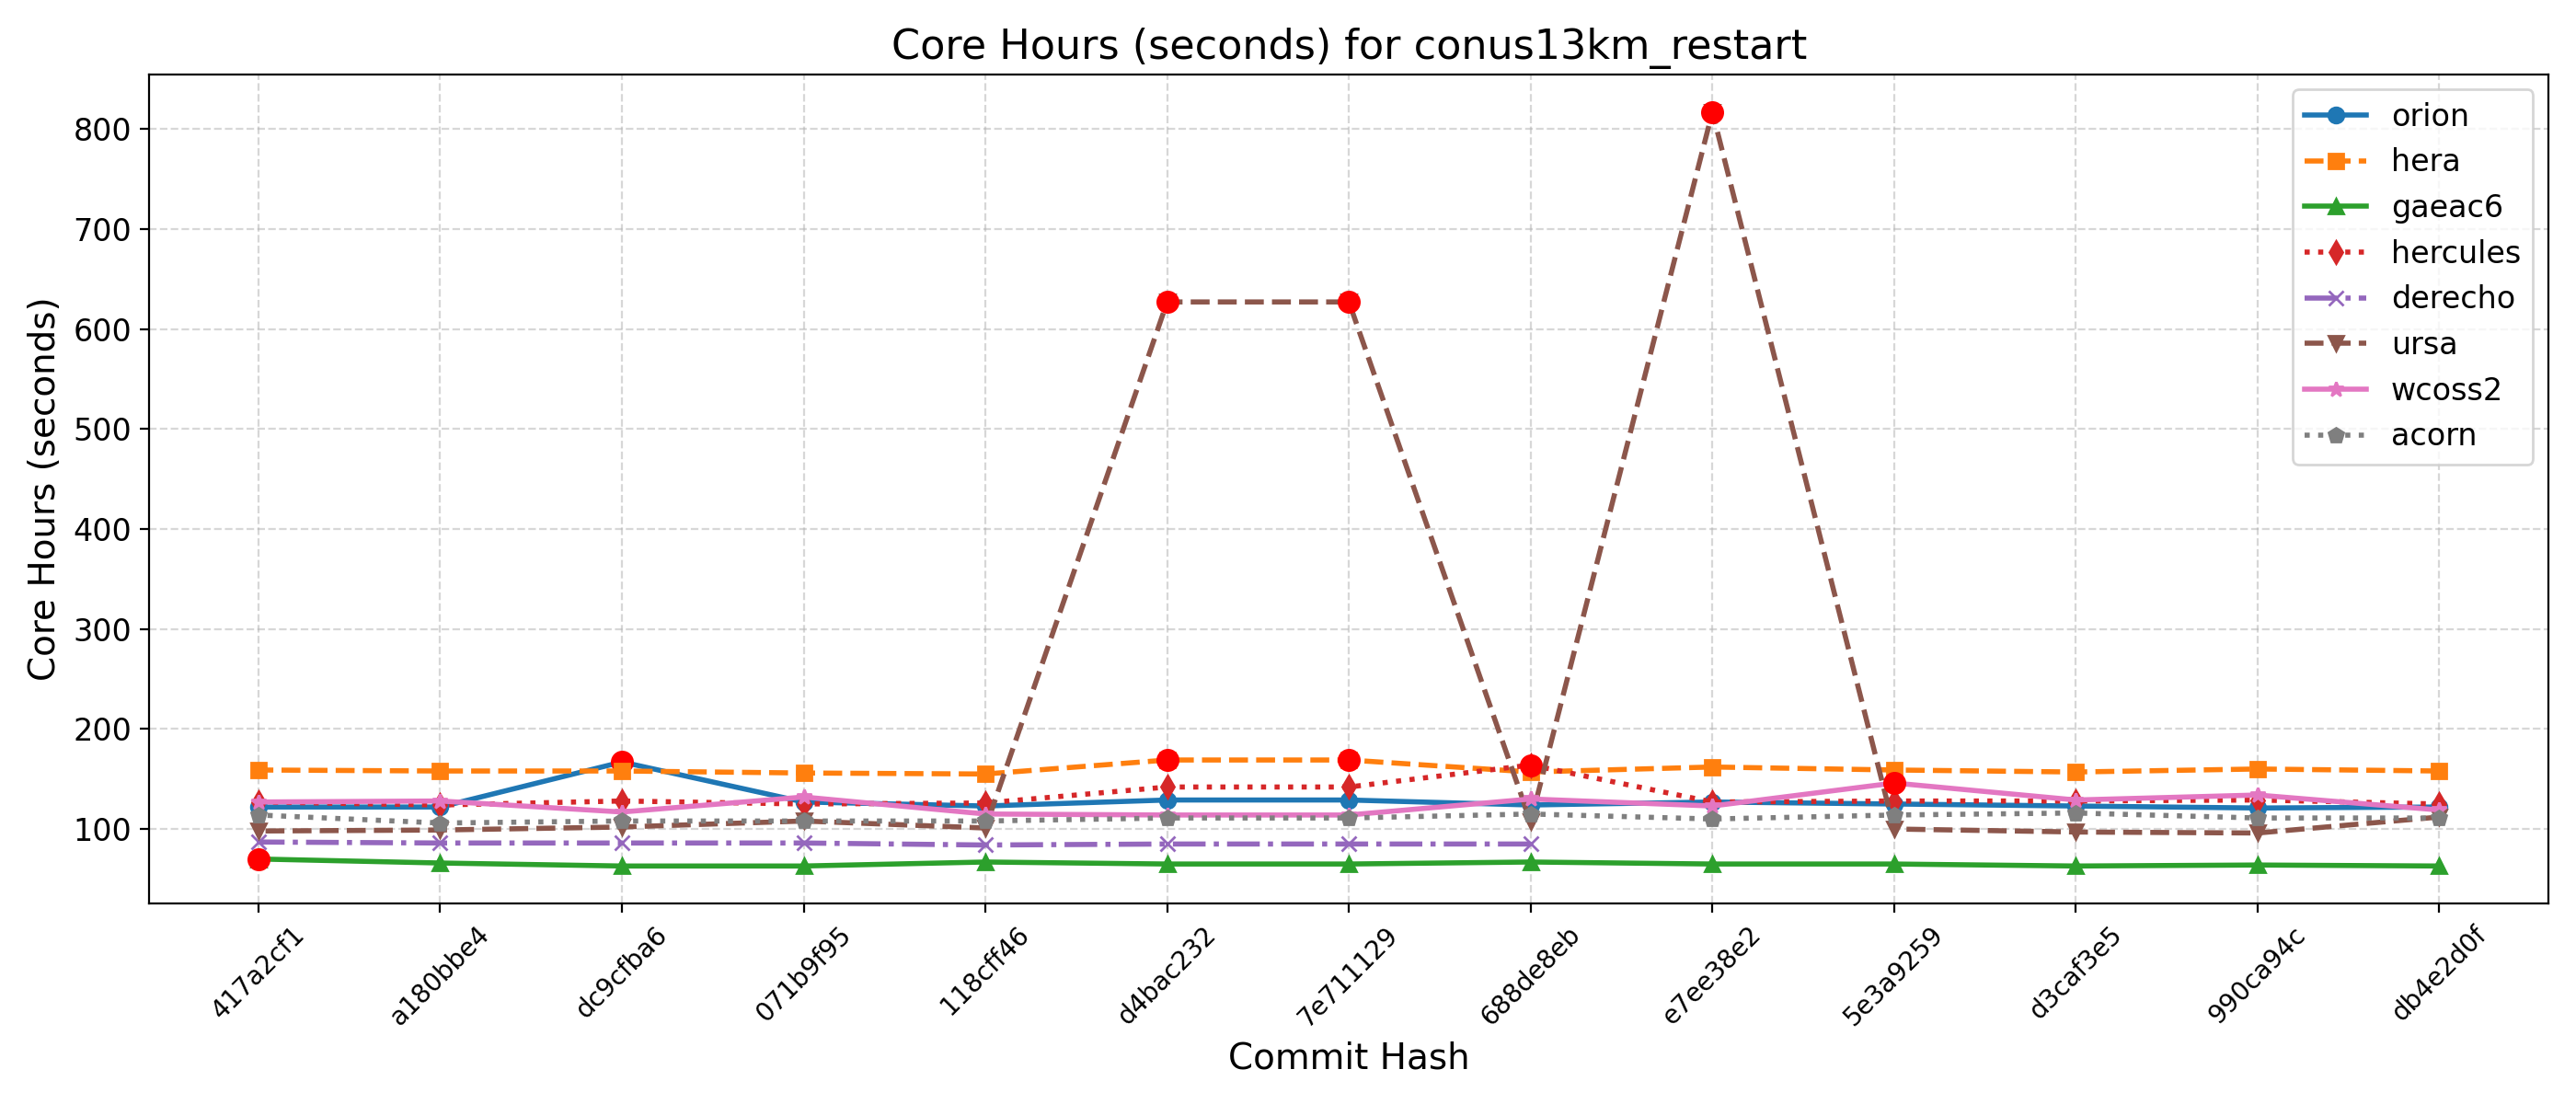 Core Hours (seconds) for conus13km_restart
Core Hours (seconds)
800
700
600
500
400
300
200
100
orion
hera
gaeac6
hercules
derecho
ursa
wcoss2
acorn
417a2cf1
a180bbe4
dc9cfba6
071b9f95
118cff46
d4bac232
7e711129
688de8eb
e7ee38e2
5e3a9259
d3caf3e5
990ca94c
db4e2d0f
Commit Hash